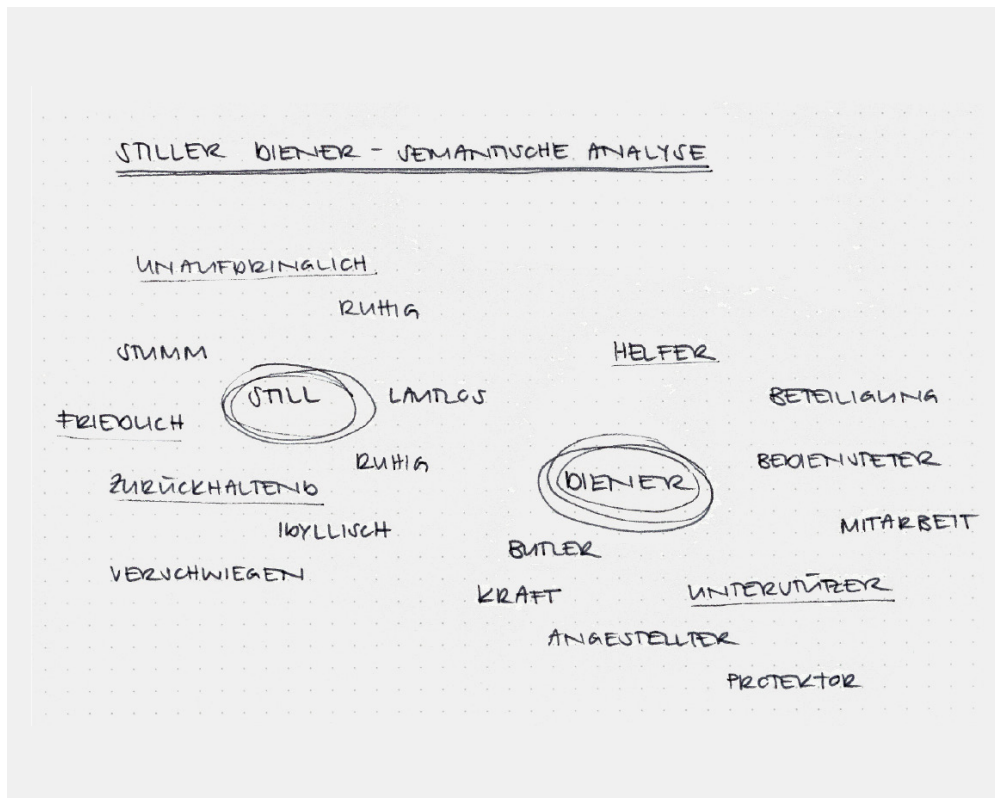 STILLER DIENER – SEMANTISCHE ANALYSE
UNAUFDRINGLICH
RUHIG
STUMM
STILL
LAUTLOS
FRIEDLICH
RUHIG
ZURÜCKHALTEND
IDYLLISCH
VERSCHWIEGEN
HELFER
BETEILIGUNG
DIENER
BEDIENSTETER
MITARBEIT
BUTLER
KRAFT
UNTERSTÜTZER
ANGESTELLTER
PROTEKTOR